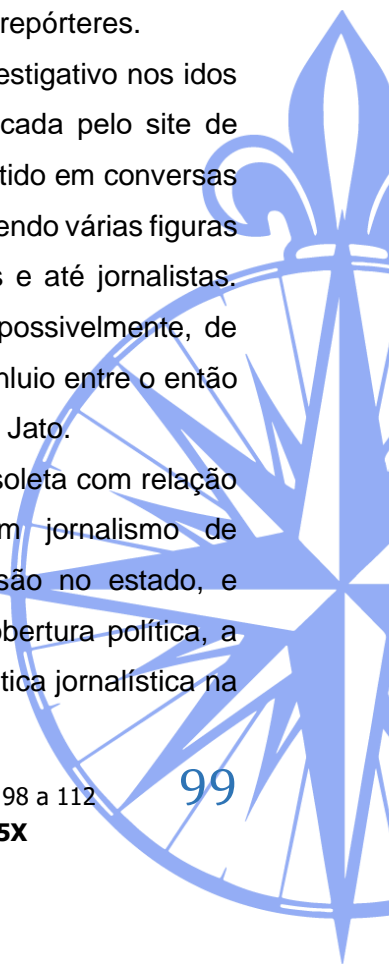 repórteres.
estigativo nos idos
cada pelo site de
tido em conversas
endo várias figuras
s e até jornalistas.
possivelmente, de
nluio entre o então
Jato.
soleta com relação
m jornalismo de
são no estado, e
obertura política, a
tica jornalística na
98 a 112
99
5X